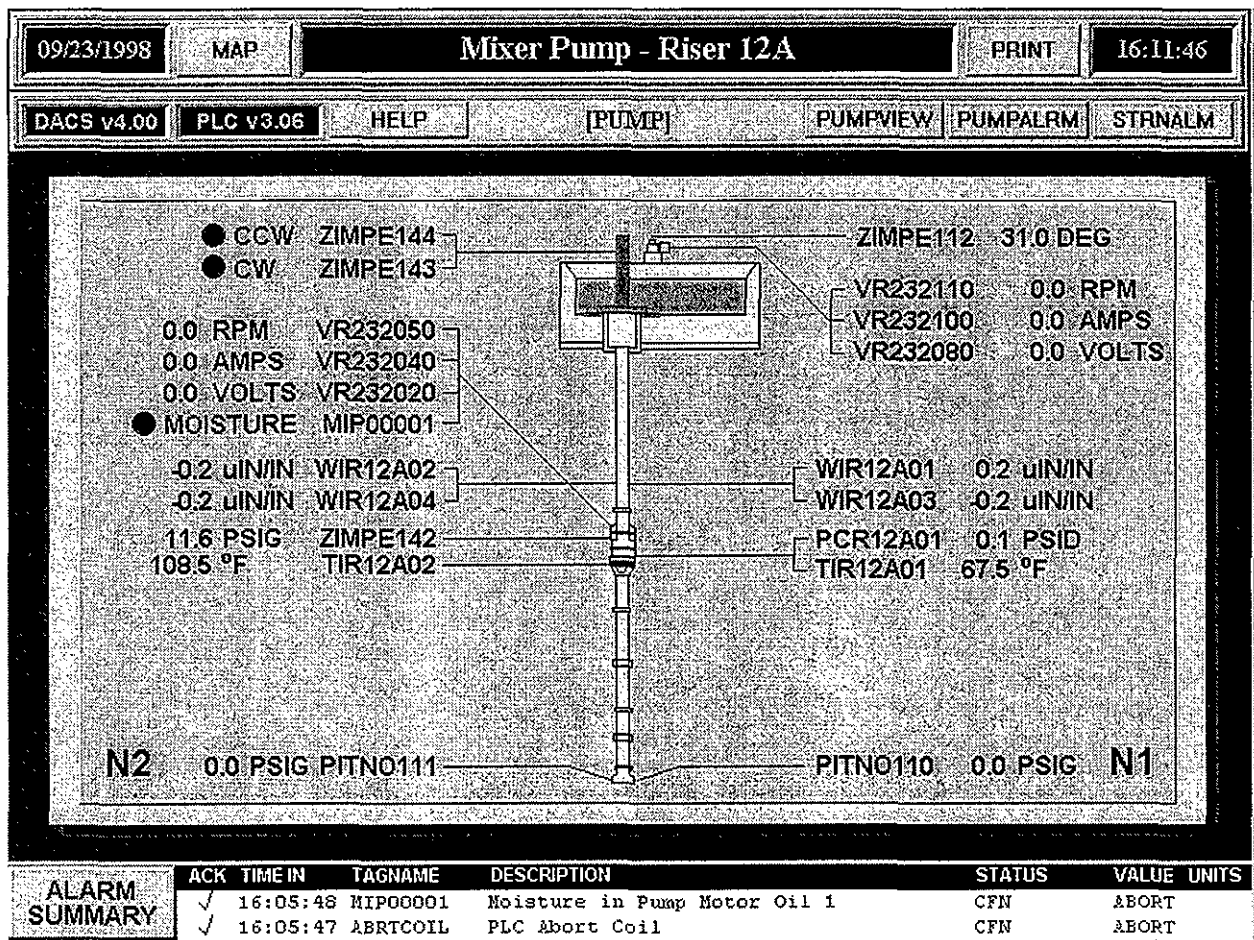 09/23/1998 MAP Mixer Pump - Riser 12A PRINT 16:11:46
DACS v4.00 PLC v3.06 HELP [PUMP] PUMPVIEW PUMPALRM STRNALM
CCW ZIMPE144
CW ZIMPE143
0.0 RPM VR232050
0.0 AMPS VR232040
0.0 VOLTS VR232020
MOISTURE MIP00001
-0.2 uIN/IN WIR12A02
-0.2 uIN/IN WIR12A04
11.6 PSIG ZIMPE142
108.5 °F TIR12A02
N2 0.0 PSIG PITNO111
ZIMPE112 31.0 DEG
VR232110 0.0 RPM
VR232100 0.0 AMPS
VR232080 0.0 VOLTS
WIR12A01 0.2 uIN/IN
WIR12A03 -0.2 uIN/IN
PCR12A01 0.1 PSID
TIR12A01 67.5 °F
PITNO110 0.0 PSIG N1
ALARM SUMMARY
ACK TIME IN TAGNAME DESCRIPTION STATUS VALUE UNITS
✓ 16:05:48 MIP00001 Moisture in Pump Motor Oil 1 CFN ABORT
✓ 16:05:47 ABRTCOIL PLC Abort Coil CFN ABORT